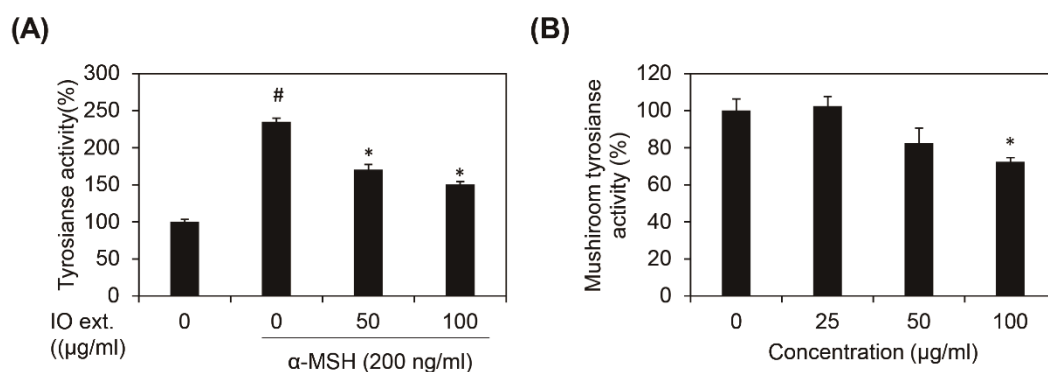 (A)
Tyrosianse activity(%)
300
250
200
150
100
50
0
#
*
*
IO ext. 0 0 50 100
((μg/ml)
α-MSH (200 ng/ml)
(B)
Mushiroom tyrosianse
activity (%)
120
100
80
60
40
20
0
*
0 25 50 100
Concentration (μg/ml)